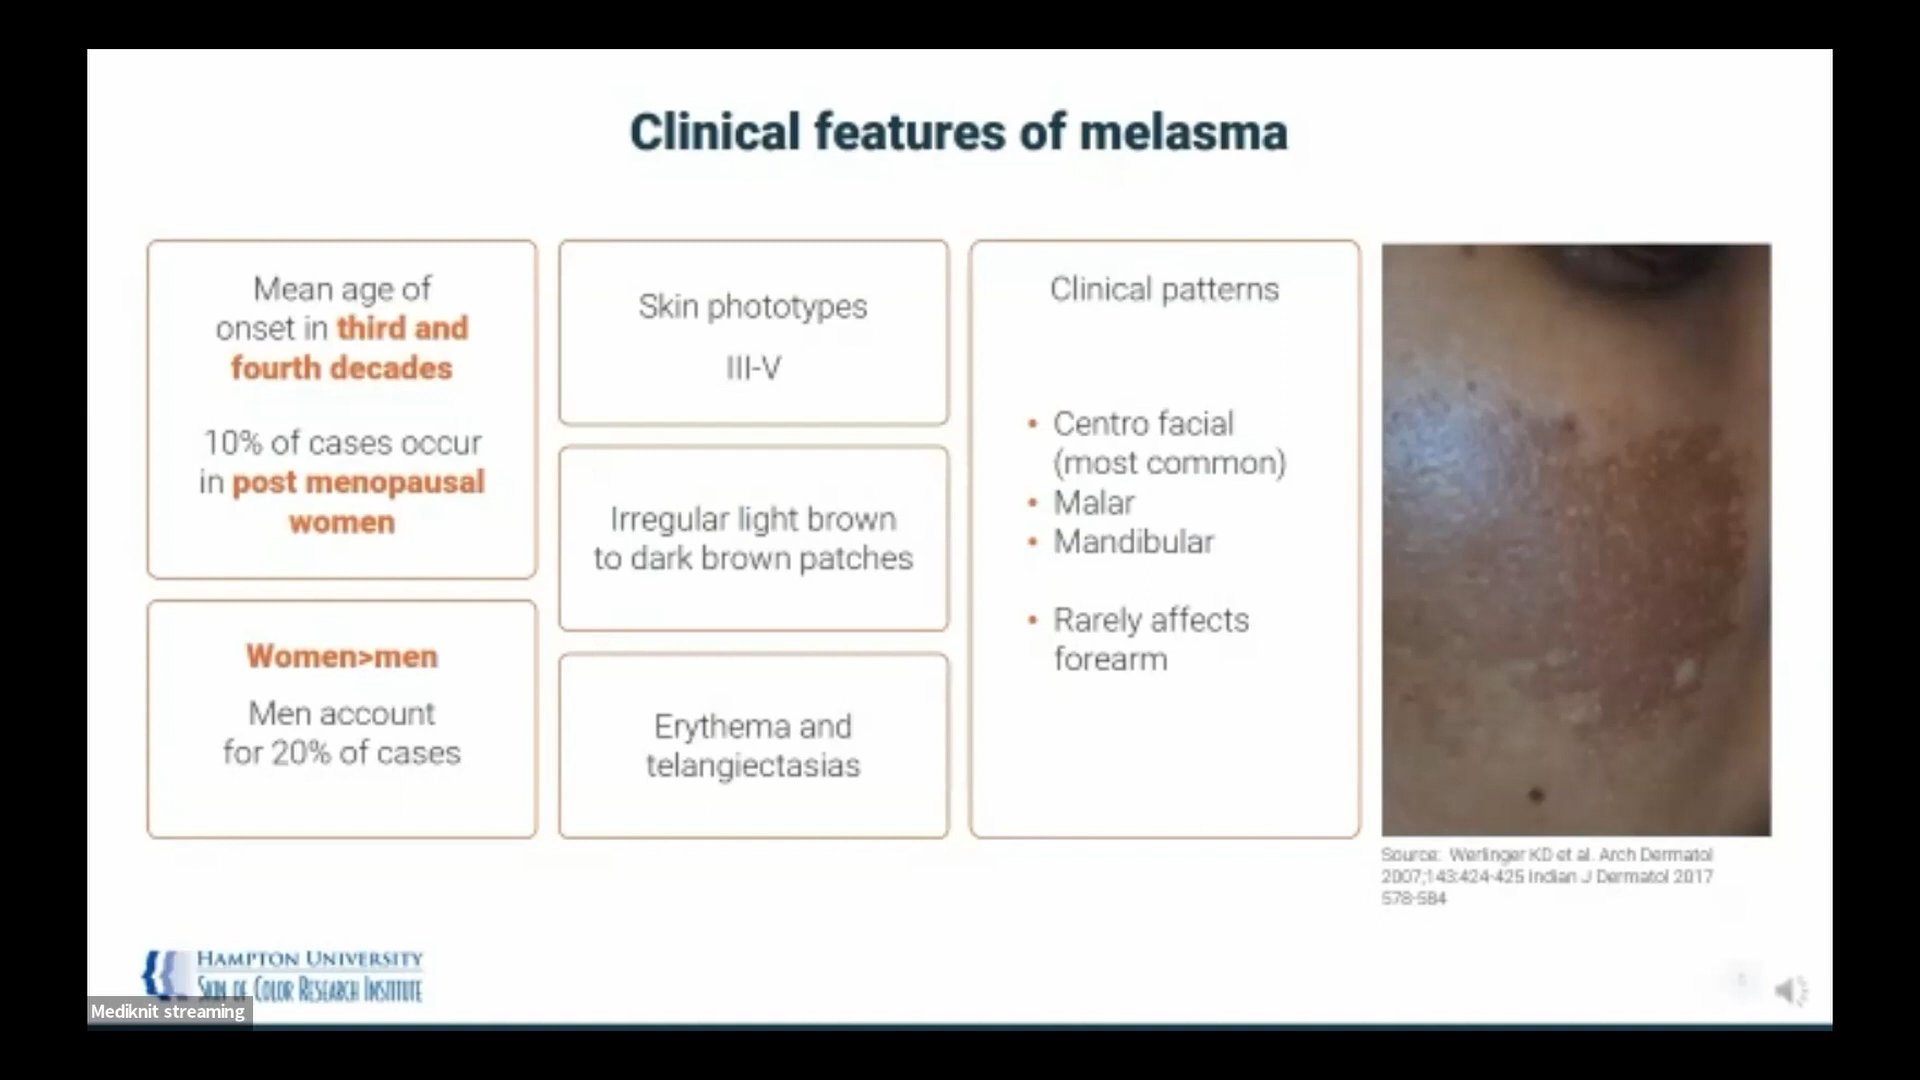 Clinical features of melasma
Mean age of
onset in third and
fourth decades
10% of cases occur
in post menopausal
women
Women>men
Men account
for 20% of cases
Skin phototypes
III-V
Irregular light brown
to dark brown patches
Erythema and
telangiectasias
Clinical patterns
• Centro facial
(most common)
• Malar
• Mandibular
• Rarely affects
forearm
Source: Werlinger KD et al. Arch Dermatol
2007;143:424-425 Indian J Dermatol 2017
578-584
HAMPTON UNIVERSITY
SKIN OF COLOR RESEARCH INSTITUTE
Mediknit streaming